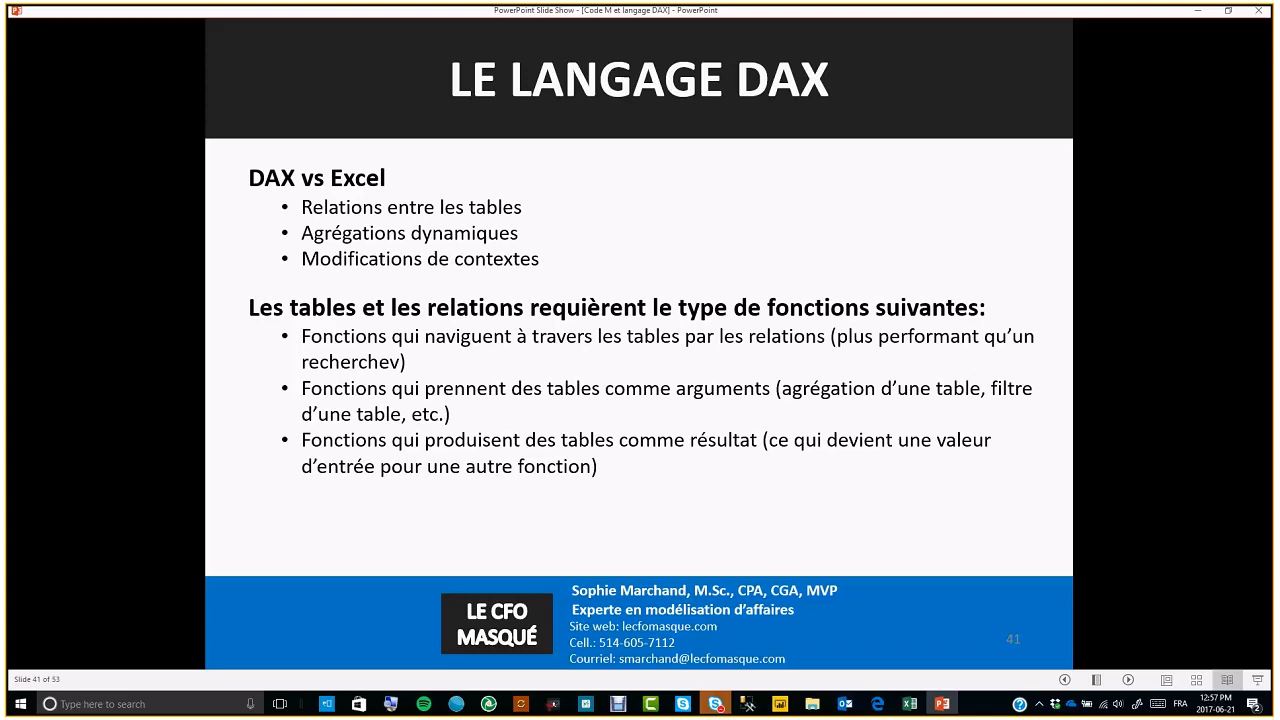 PowerPoint Slide Show - [Code M et langage DAX] - PowerPoint
LE LANGAGE DAX
DAX vs Excel
• Relations entre les tables
• Agrégations dynamiques
• Modifications de contextes
Les tables et les relations requièrent le type de fonctions suivantes:
• Fonctions qui naviguent à travers les tables par les relations (plus performant qu’un
recherchev)
• Fonctions qui prennent des tables comme arguments (agrégation d’une table, filtre
d’une table, etc.)
• Fonctions qui produisent des tables comme résultat (ce qui devient une valeur
d’entrée pour une autre fonction)
LE CFO
MASQUÉ
Sophie Marchand, M.Sc., CPA, CGA, MVP
Experte en modélisation d’affaires
Site web: lecfomasque.com
Cell.: 514-605-7112
Courriel: smarchand@lecfomasque.com
41
Slide 41 of 53
Type here to search
FRA
12:57 PM
2017-06-21